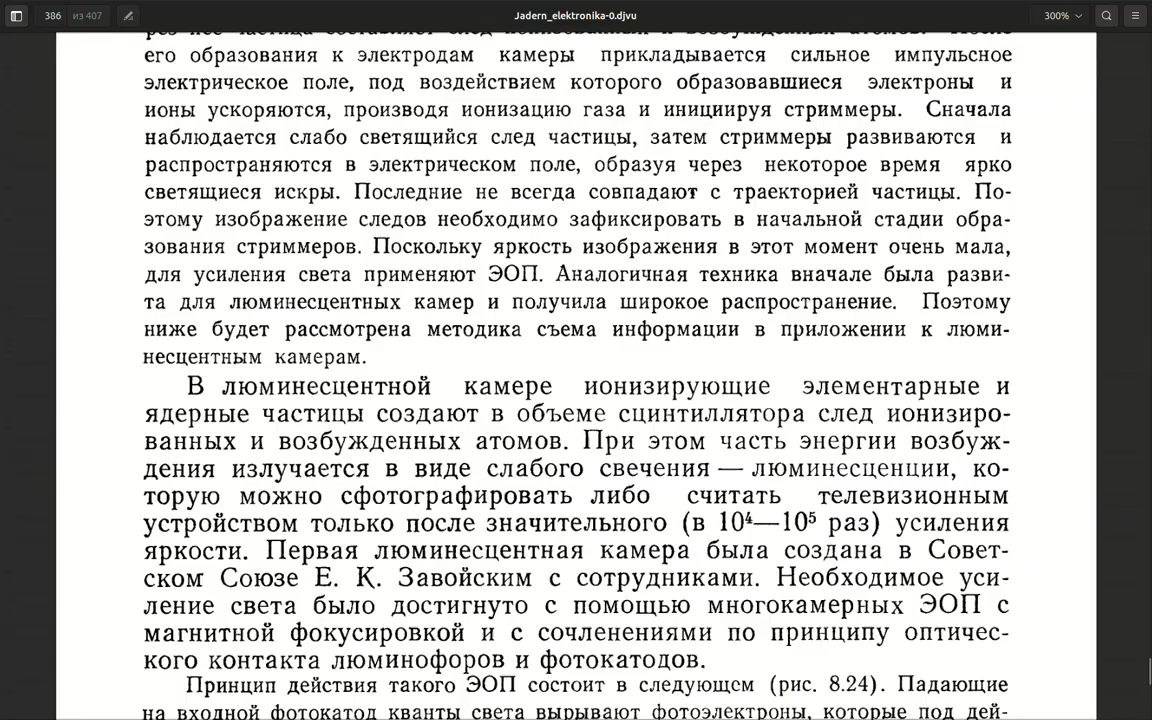 386
из 407
Jadern_elektronika-0.djvu
300%
его образования к электродам камеры прикладывается сильное импульсное
электрическое поле, под воздействием которого образовавшиеся электроны и
ионы ускоряются, производя ионизацию газа и инициируя стриммеры. Сначала
наблюдается слабо светящийся след частицы, затем стриммеры развиваются и
распространяются в электрическом поле, образуя через некоторое время ярко
светящиеся искры. Последние не всегда совпадают с траекторией частицы. По-
этому изображение следов необходимо зафиксировать в начальной стадии обра-
зования стриммеров. Поскольку яркость изображения в этот момент очень мала,
для усиления света применяют ЭОП. Аналогичная техника вначале была разви-
та для люминесцентных камер и получила широкое распространение. Поэтому
ниже будет рассмотрена методика съема информации в приложении к люми-
несцентным камерам.
В люминесцентной камере ионизирующие элементарные и
ядерные частицы создают в объеме сцинтиллятора след ионизиро-
ванных и возбужденных атомов. При этом часть энергии возбуж-
дения излучается в виде слабого свечения — люминесценции, ко-
торую можно сфотографировать либо считать телевизионным
устройством только после значительного (в 10⁴—10⁵ раз) усиления
яркости. Первая люминесцентная камера была создана в Совет-
ском Союзе Е. К. Завойским с сотрудниками. Необходимое уси-
ление света было достигнуто с помощью многокамерных ЭОП с
магнитной фокусировкой и с сочленениями по принципу оптичес-
кого контакта люминофоров и фотокатодов.
Принцип действия такого ЭОП состоит в следующем (рис. 8.24). Падающие
на входной фотокатод кванты света вырывают фотоэлектроны, которые под дей-